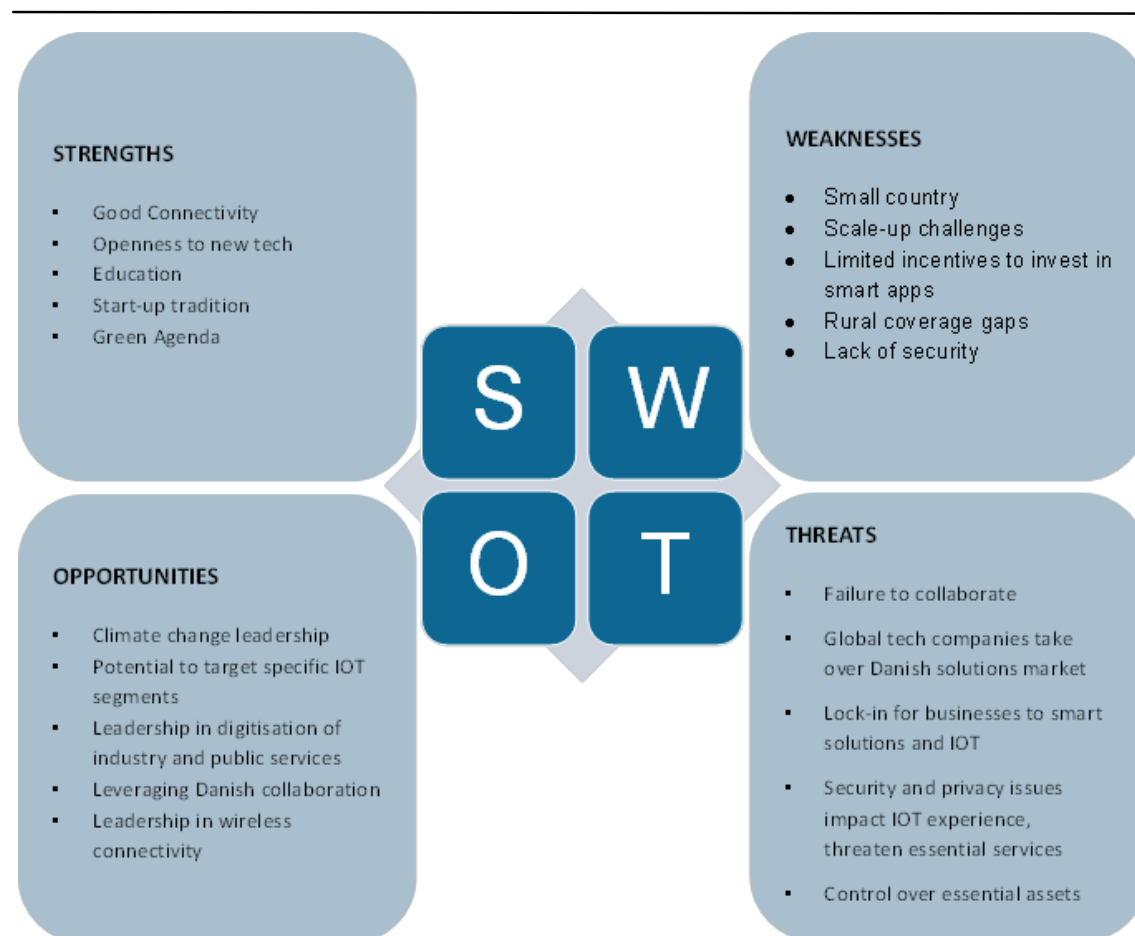 STRENGTHS
▪ Good Connectivity
▪ Openness to new tech
▪ Education
▪ Start-up tradition
▪ Green Agenda
WEAKNESSES
• Small country
• Scale-up challenges
• Limited incentives to invest in
smart apps
• Rural coverage gaps
• Lack of security
S
W
O
T
OPPORTUNITIES
▪ Climate change leadership
▪ Potential to target specific IOT
segments
▪ Leadership in digitisation of
industry and public services
▪ Leveraging Danish collaboration
▪ Leadership in wireless
connectivity
THREATS
▪ Failure to collaborate
▪ Global tech companies take
over Danish solutions market
▪ Lock-in for businesses to smart
solutions and IOT
▪ Security and privacy issues
impact IOT experience,
threaten essential services
▪ Control over essential assets